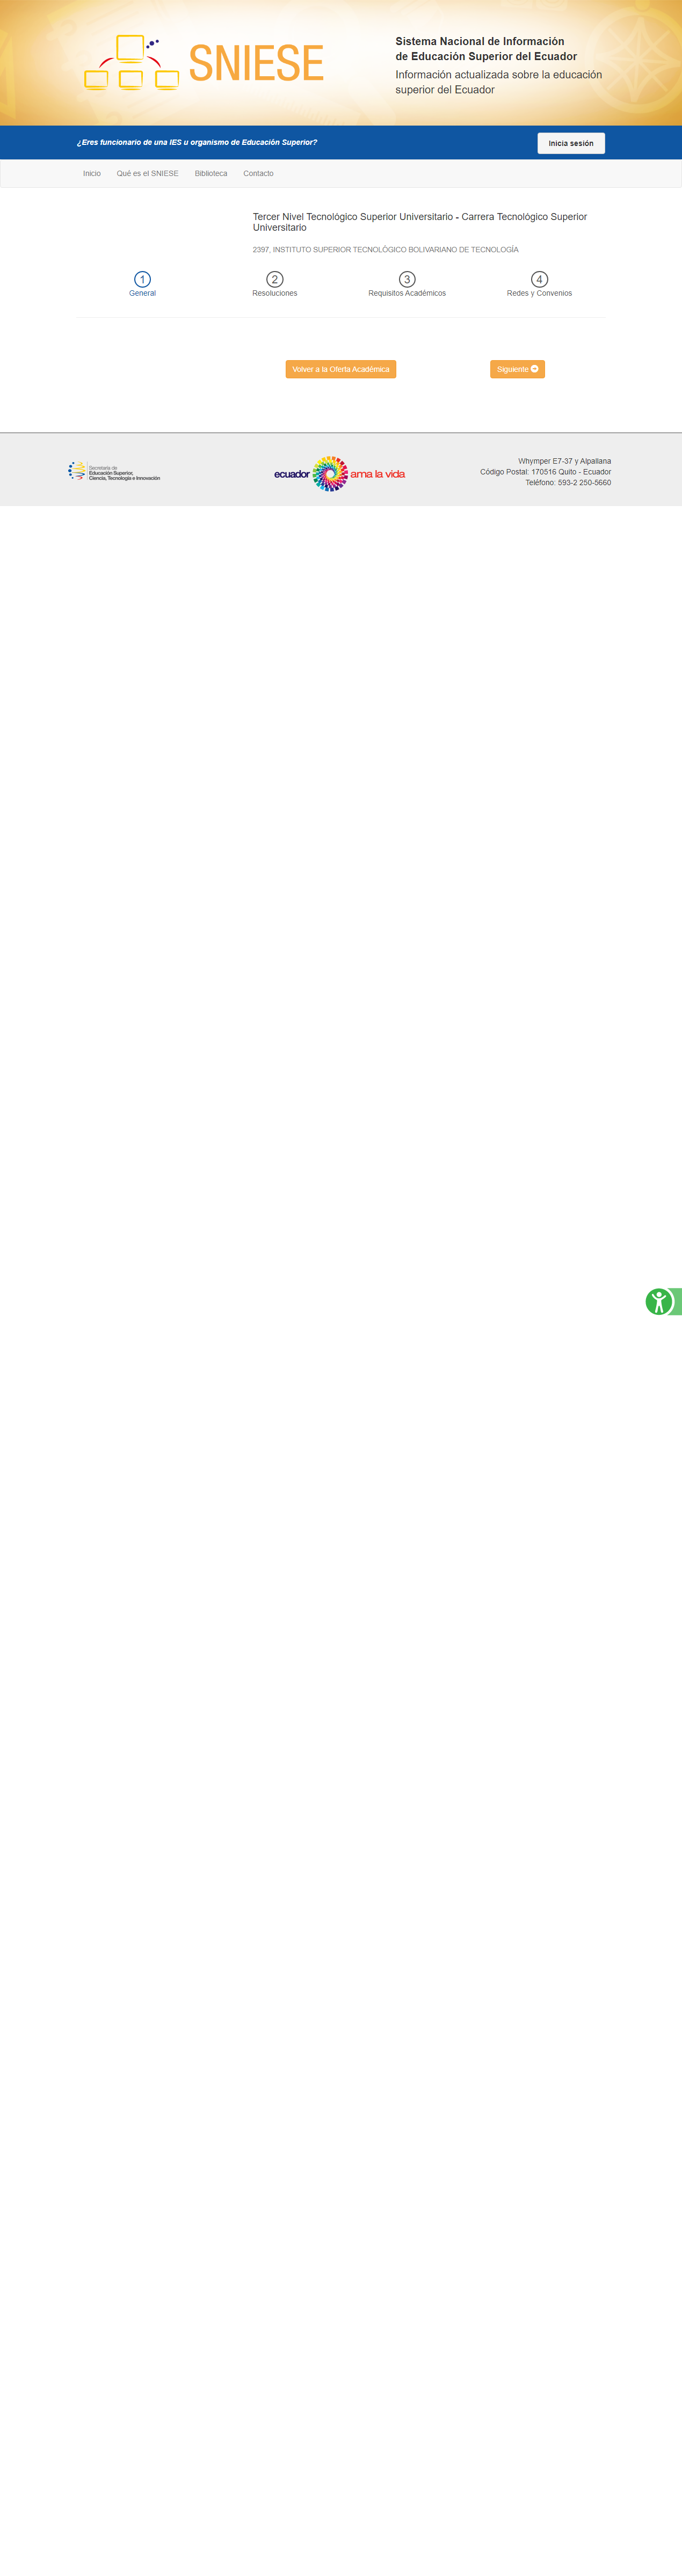 SNIESE
Sistema Nacional de Información
de Educación Superior del Ecuador
Información actualizada sobre la educación
superior del Ecuador
¿Eres funcionario de una IES u organismo de Educación Superior?
Inicia sesión
Inicio
Qué es el SNIESE
Biblioteca
Contacto
Tercer Nivel Tecnológico Superior Universitario - Carrera Tecnológico Superior
Universitario
2397, INSTITUTO SUPERIOR TECNOLÓGICO BOLIVARIANO DE TECNOLOGÍA
1
General
2
Resoluciones
3
Requisitos Académicos
4
Redes y Convenios
Volver a la Oferta Académica
Siguiente
Secretaría de
Educación Superior,
Ciencia, Tecnología e Innovación
ecuador ama la vida
Whymper E7-37 y Alpallana
Código Postal: 170516 Quito - Ecuador
Teléfono: 593-2 250-5660